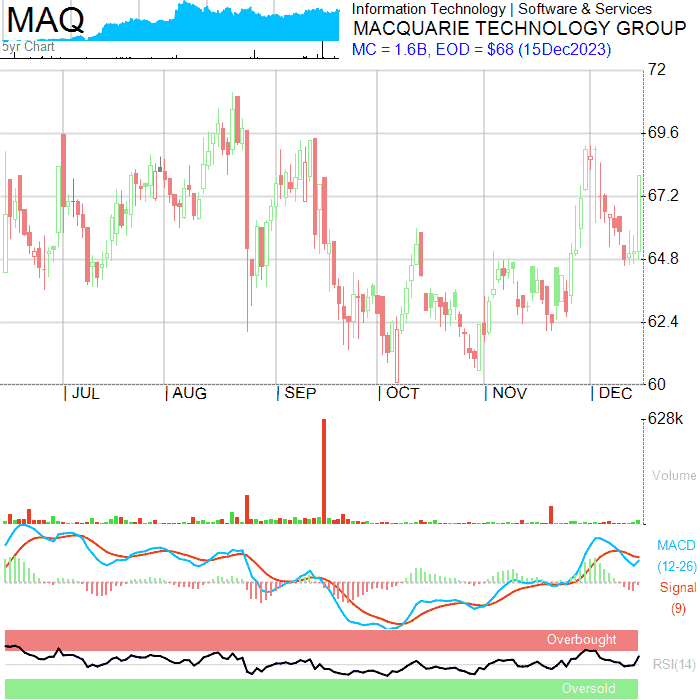 MAQ
5yr Chart
Information Technology | Software & Services
MACQUARIE TECHNOLOGY GROUP
MC = 1.6B, EOD = $68 (15Dec2023)
72
69.6
67.2
64.8
62.4
60
JUL
AUG
SEP
OCT
NOV
DEC
628k
Volume
MACD
(12-26)
Signal
(9)
Overbought
RSI(14)
Oversold